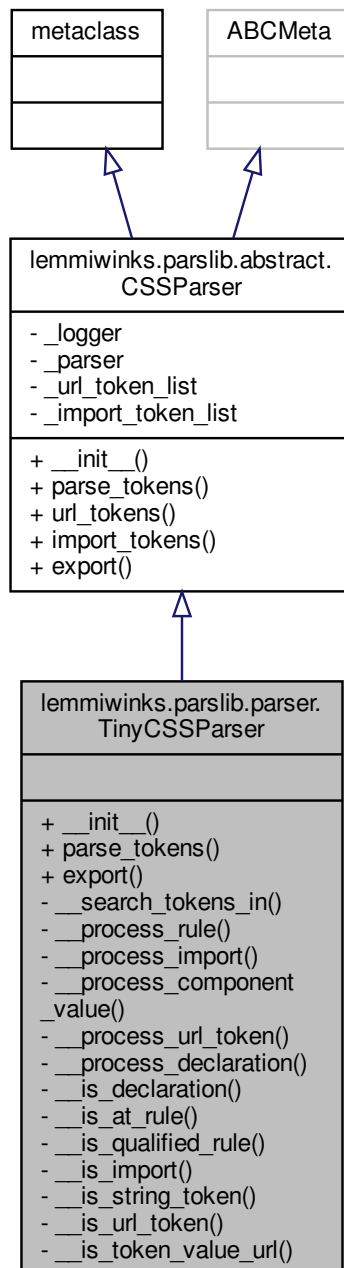 metaclass
ABCMeta
lemmiwinks.parslib.abstract.
CSSParser
- _logger
- _parser
- _url_token_list
- _import_token_list
+ __init__()
+ parse_tokens()
+ url_tokens()
+ import_tokens()
+ export()
lemmiwinks.parslib.parser.
TinyCSSParser
+ __init__()
+ parse_tokens()
+ export()
- __search_tokens_in()
- __process_rule()
- __process_import()
- __process_component
_value()
- __process_url_token()
- __process_declaration()
- __is_declaration()
- __is_at_rule()
- __is_qualified_rule()
- __is_import()
- __is_string_token()
- __is_url_token()
- __is_token_value_url()